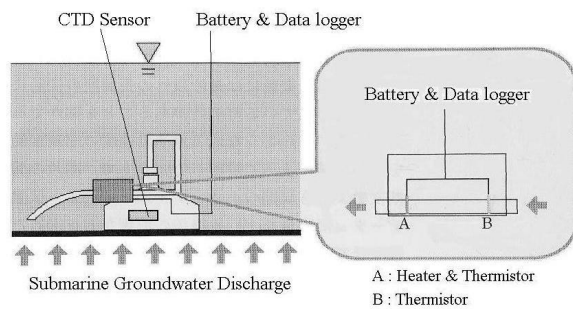 CTD Sensor
Battery & Data logger
Battery & Data logger
A
B
Submarine Groundwater Discharge
A : Heater & Thermistor
B : Thermistor